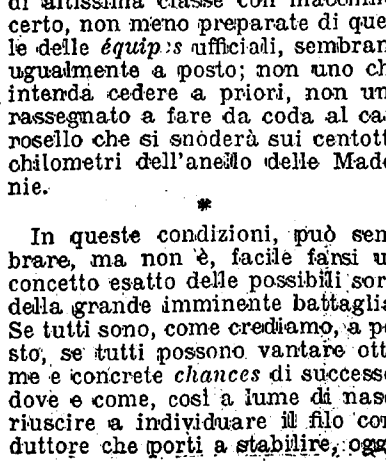 di altissima classe con macchine
certo, non meno preparate di que
le delle équipes ufficiali, sembran
ugualmente a posto; non uno ch
intenda cedere a priori, non un
rassegnato a fare da coda al ca
rosello che si snoderà sui centott
chilometri dell'anello delle Mado
nie.
*
In queste condizioni, può sem
brare, ma non è, facile farsi u
concetto esatto delle possibili sor
della grande imminente battaglia
Se tutti sono, come crediamo, a po
sto, se tutti possono vantare ott
me e concrete chances di success
dove e come, così a lume di nas
riuscire a individuare il filo con
duttore che porti a stabilire, ogg